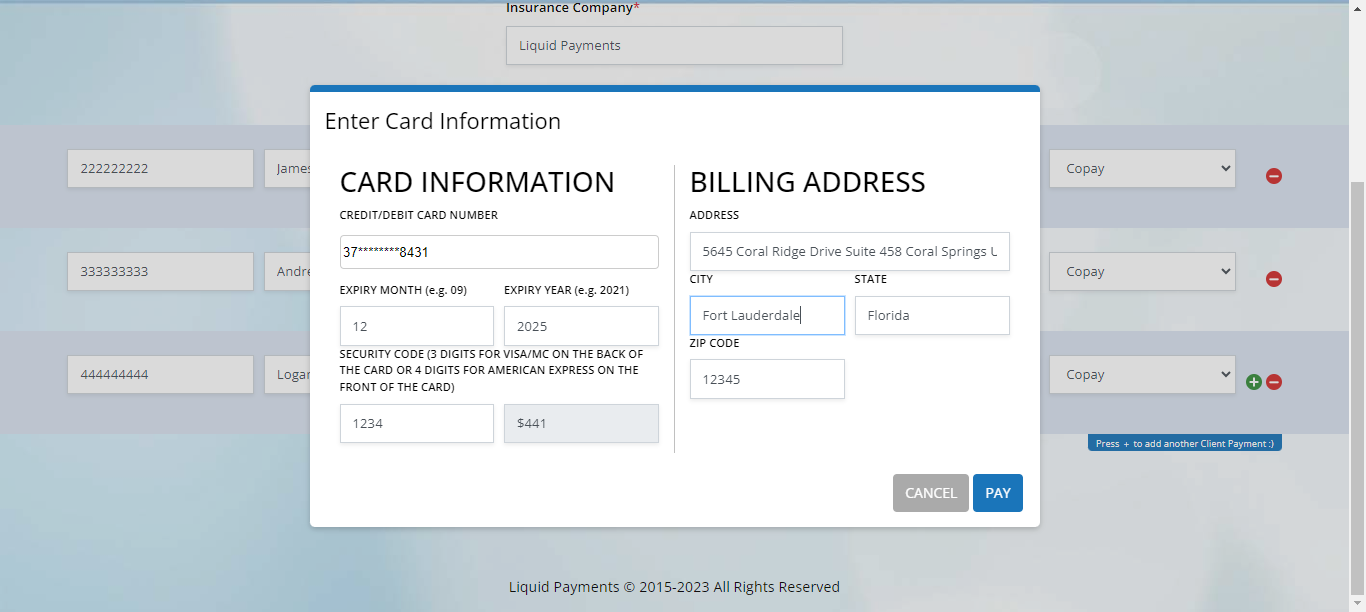 Insurance Company*
Liquid Payments
Enter Card Information
CARD INFORMATION
CREDIT/DEBIT CARD NUMBER
37********8431
EXPIRY MONTH (e.g. 09) EXPIRY YEAR (e.g. 2021)
12 2025
SECURITY CODE (3 DIGITS FOR VISA/MC ON THE BACK OF
THE CARD OR 4 DIGITS FOR AMERICAN EXPRESS ON THE
FRONT OF THE CARD)
1234 $441
BILLING ADDRESS
ADDRESS
5645 Coral Ridge Drive Suite 458 Coral Springs U
CITY STATE
Fort Lauderdale Florida
ZIP CODE
12345
CANCEL PAY
222222222 James Copay
333333333 Andre Copay
444444444 Logan Copay
Press + to add another Client Payment :)
Liquid Payments © 2015-2023 All Rights Reserved